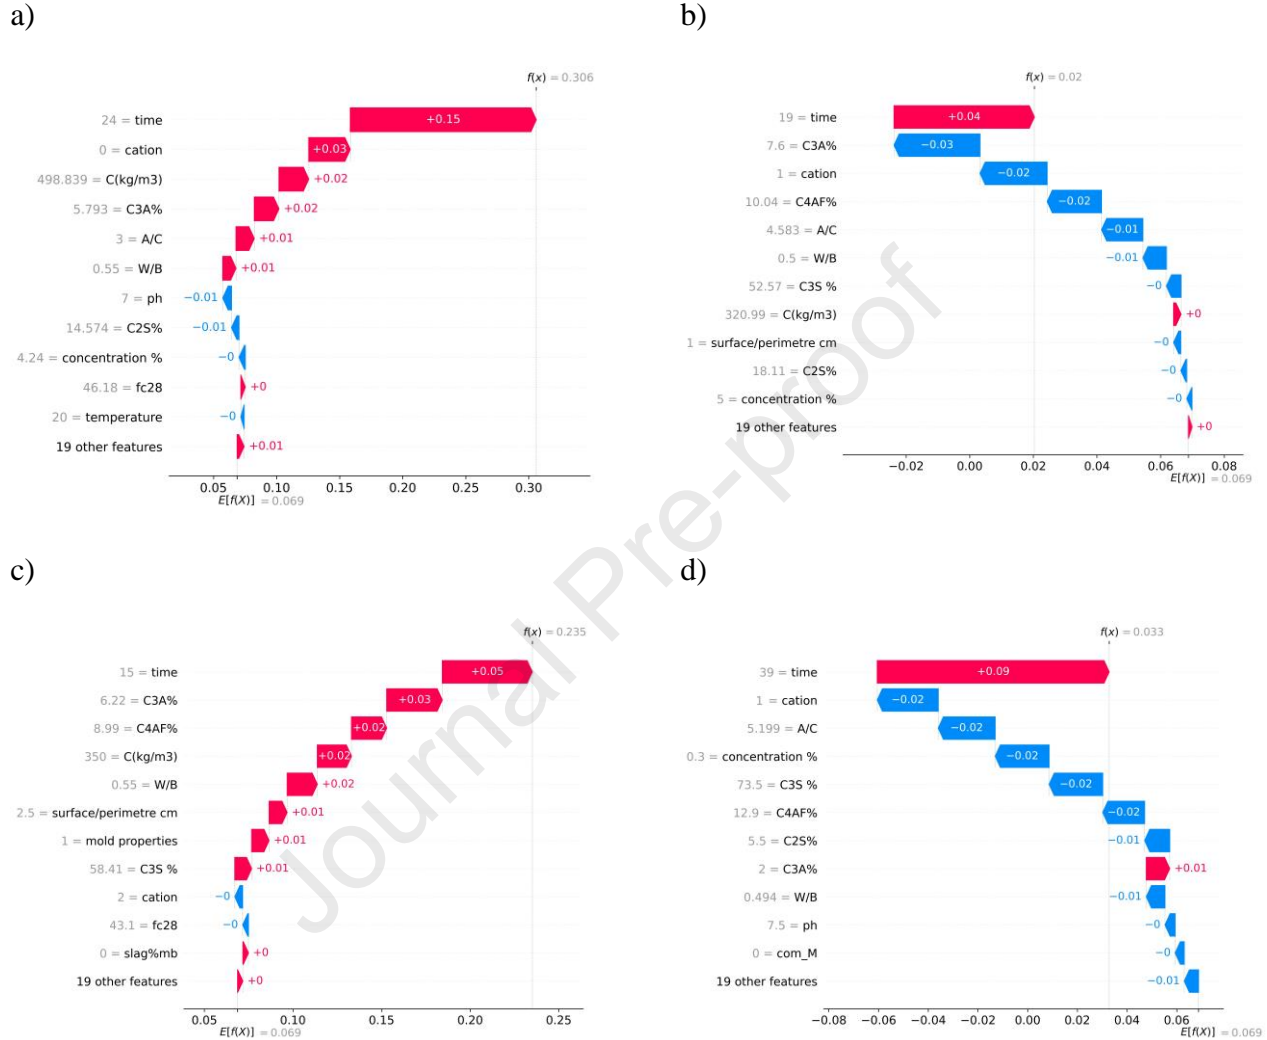 a)
f(x) = 0.306
24 = time +0.15
0 = cation +0.03
498.839 = C(kg/m3) +0.02
5.793 = C3A% +0.02
3 = A/C +0.01
0.55 = W/B +0.01
7 = ph −0.01
14.574 = C2S% −0.01
4.24 = concentration % −0
46.18 = fc28 +0
20 = temperature −0
19 other features +0.01
0.05 0.10 0.15 0.20 0.25 0.30
E[f(X)] = 0.069
b)
f(x) = 0.02
19 = time +0.04
7.6 = C3A% −0.03
1 = cation −0.02
10.04 = C4AF% −0.02
4.583 = A/C −0.01
0.5 = W/B −0.01
52.57 = C3S % −0
320.99 = C(kg/m3) +0
1 = surface/perimetre cm −0
18.11 = C2S% −0
5 = concentration % −0
19 other features +0
−0.02 0.00 0.02 0.04 0.06 0.08
E[f(X)] = 0.069
c)
f(x) = 0.235
15 = time +0.05
6.22 = C3A% +0.03
8.99 = C4AF% +0.02
350 = C(kg/m3) +0.02
0.55 = W/B +0.02
2.5 = surface/perimetre cm +0.01
1 = mold properties +0.01
58.41 = C3S % +0.01
2 = cation −0
43.1 = fc28 −0
0 = slag%mb +0
19 other features +0
0.05 0.10 0.15 0.20 0.25
E[f(X)] = 0.069
d)
f(x) = 0.033
39 = time +0.09
1 = cation −0.02
5.199 = A/C −0.02
0.3 = concentration % −0.02
73.5 = C3S % −0.02
12.9 = C4AF% −0.02
5.5 = C2S% −0.01
2 = C3A% +0.01
0.494 = W/B −0.01
7.5 = ph −0
0 = com_M −0
19 other features −0.01
−0.08 −0.06 −0.04 −0.02 0.00 0.02 0.04 0.06
E[f(X)] = 0.069
Journal Pre-proof